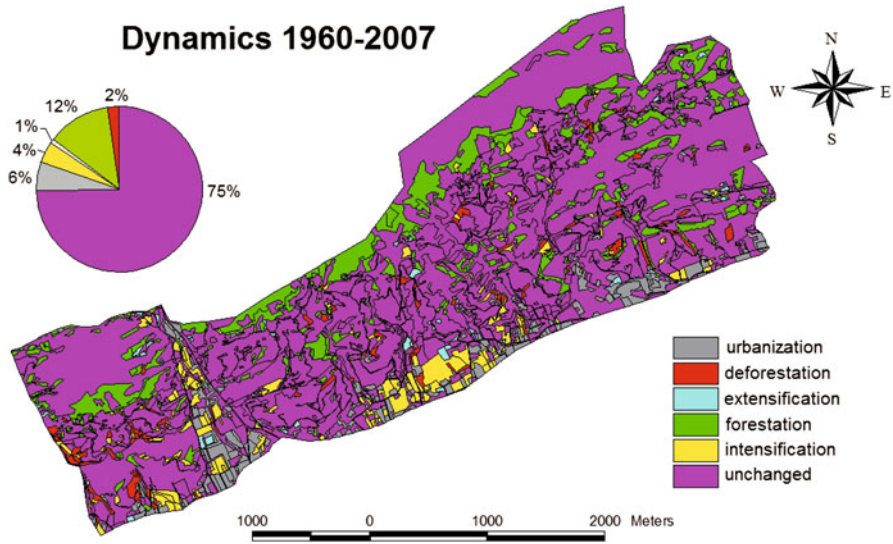 Dynamics 1960-2007
12%
2%
1%
4%
6%
75%
N
W
E
S
urbanization
deforestation
extensification
forestation
intensification
unchanged
1000 0 1000 2000 Meters